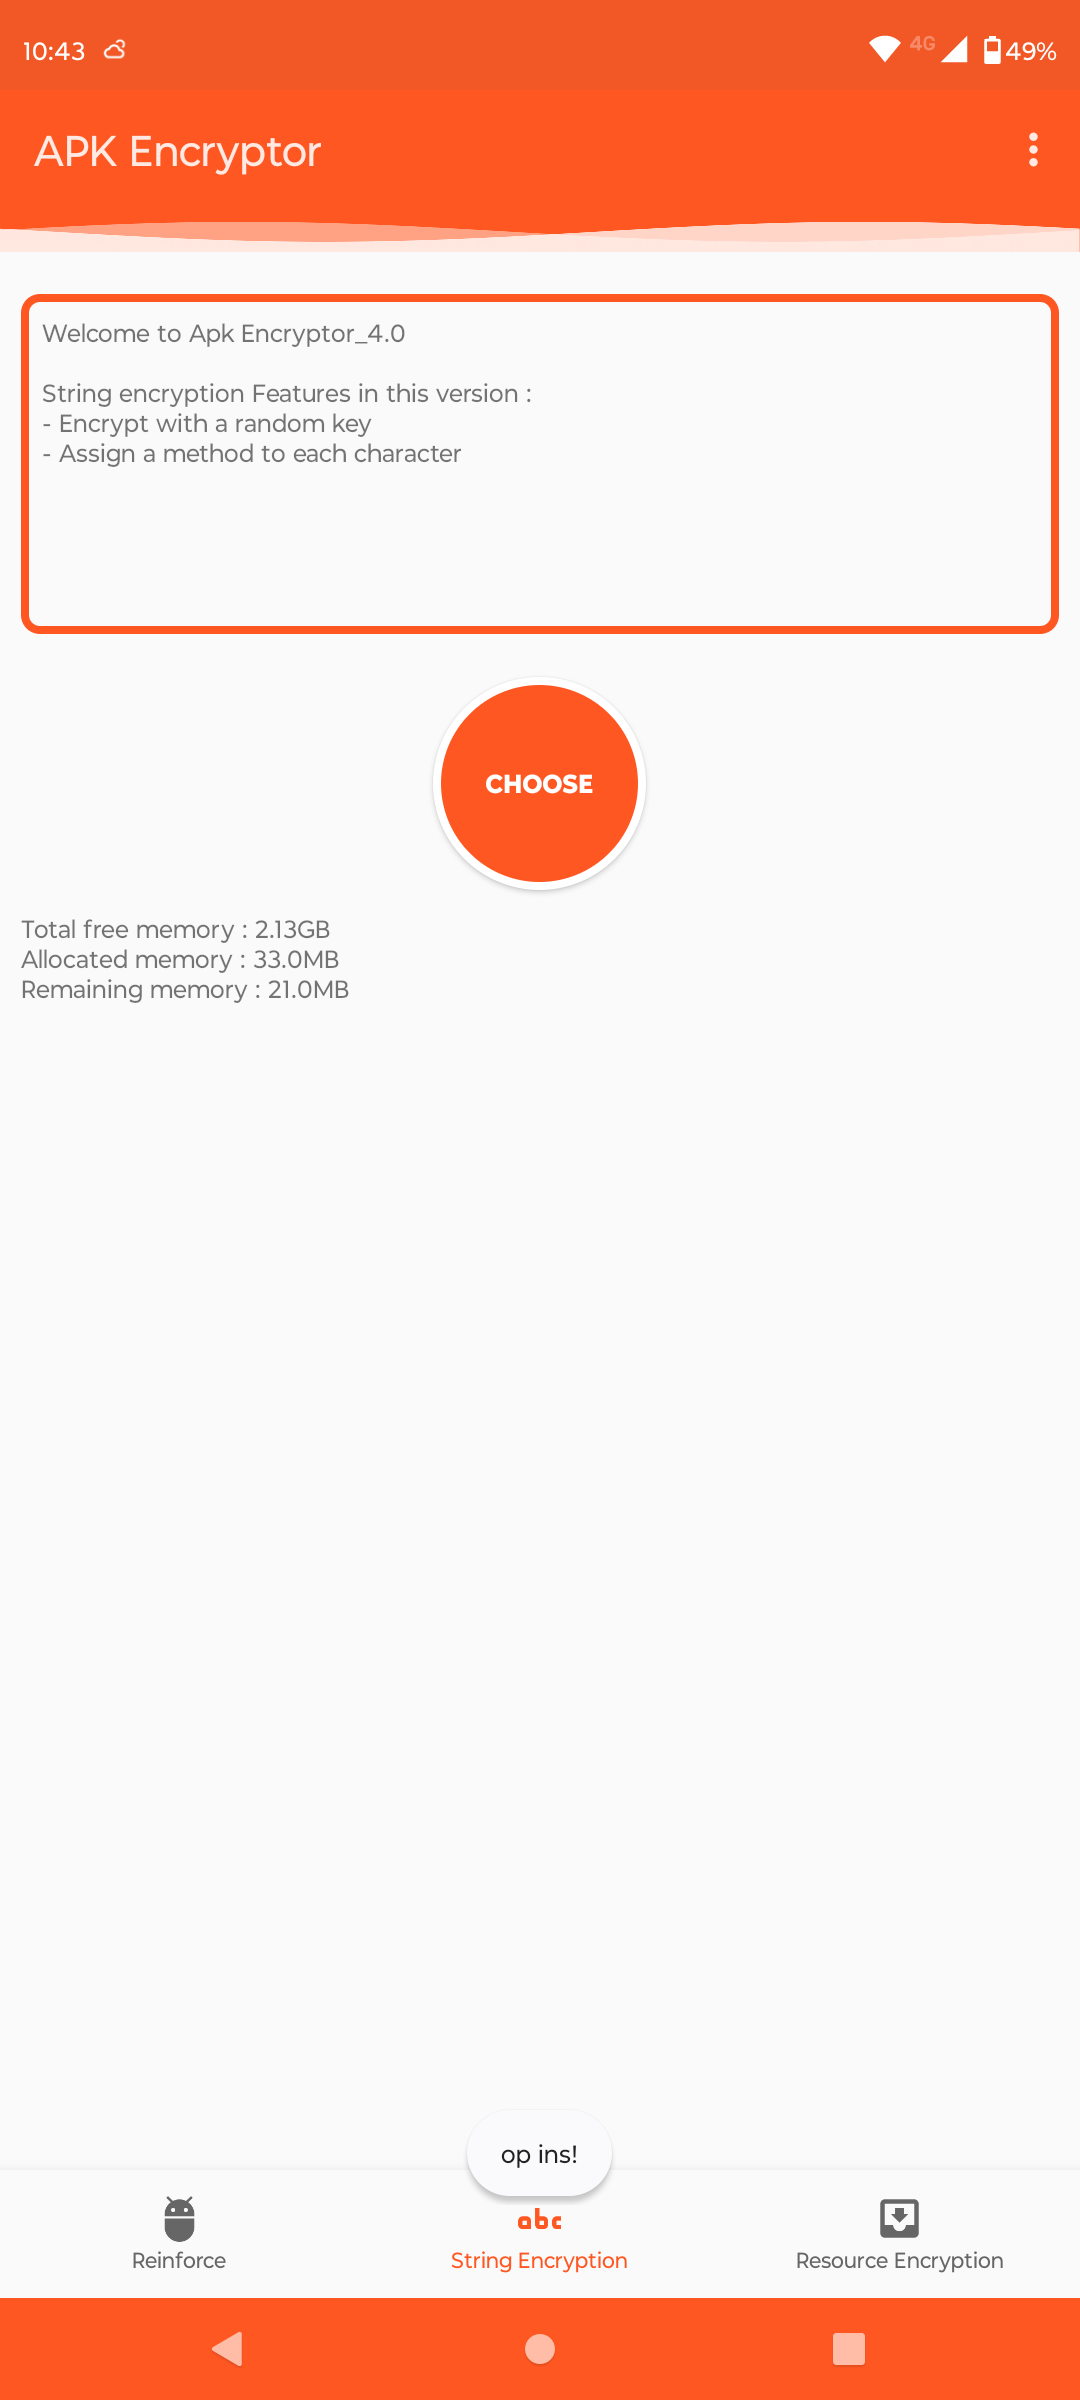 10:43
4G
49%
APK Encryptor
Welcome to Apk Encryptor_4.0
String encryption Features in this version :
- Encrypt with a random key
- Assign a method to each character
CHOOSE
Total free memory : 2.13GB
Allocated memory : 33.0MB
Remaining memory : 21.0MB
op ins!
abc
Reinforce
String Encryption
Resource Encryption